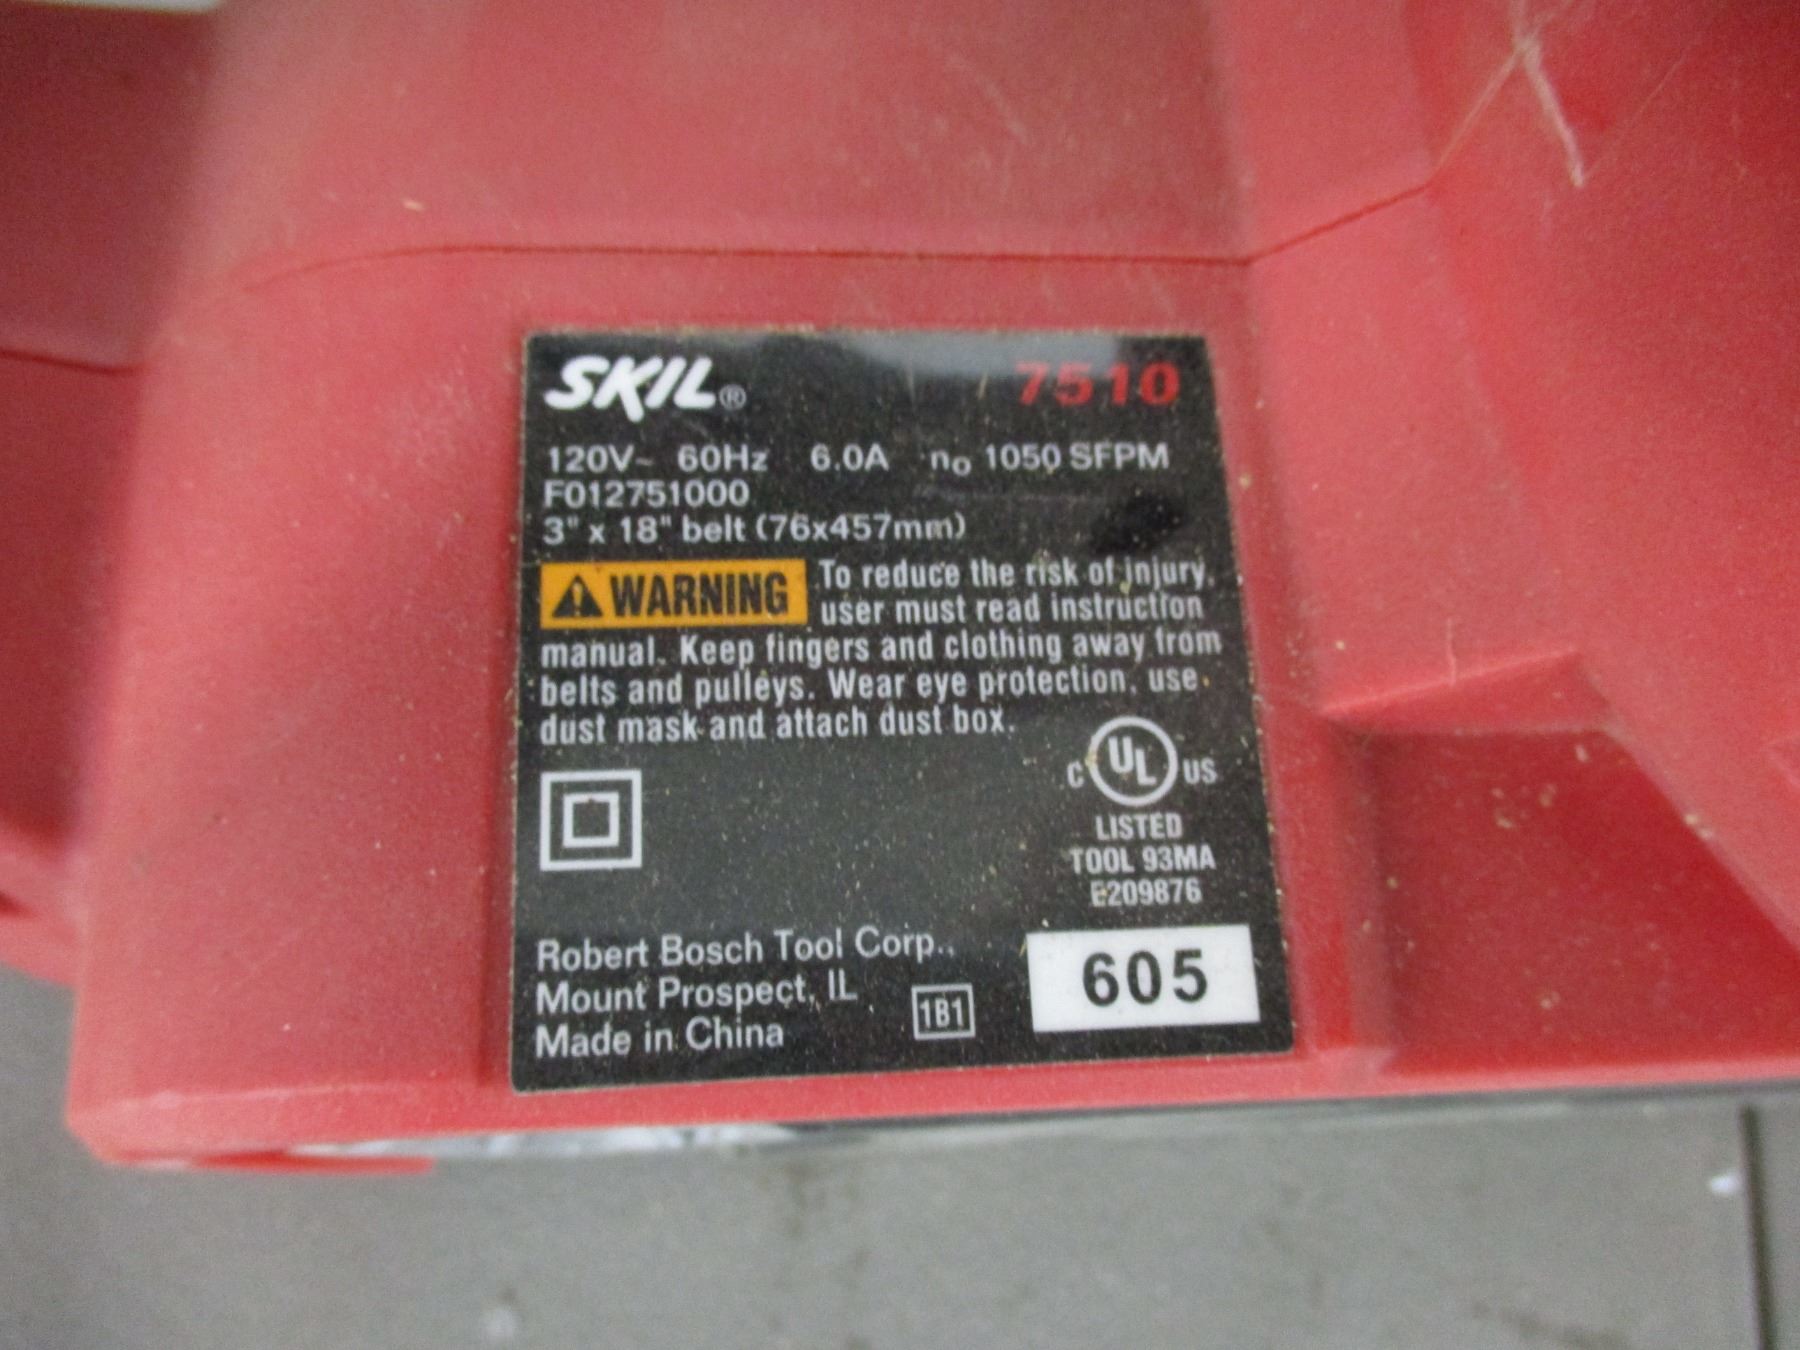 SKIL® 7510
120V~ 60Hz 6.0A no 1050 SFPM
F012751000
3" x 18" belt (76x457mm)
WARNING To reduce the risk of injury,
user must read instruction
manual. Keep fingers and clothing away from
belts and pulleys. Wear eye protection, use
dust mask and attach dust box.
C UL US
LISTED
TOOL 93MA
E209876
Robert Bosch Tool Corp.
Mount Prospect, IL
Made in China
1B1
605